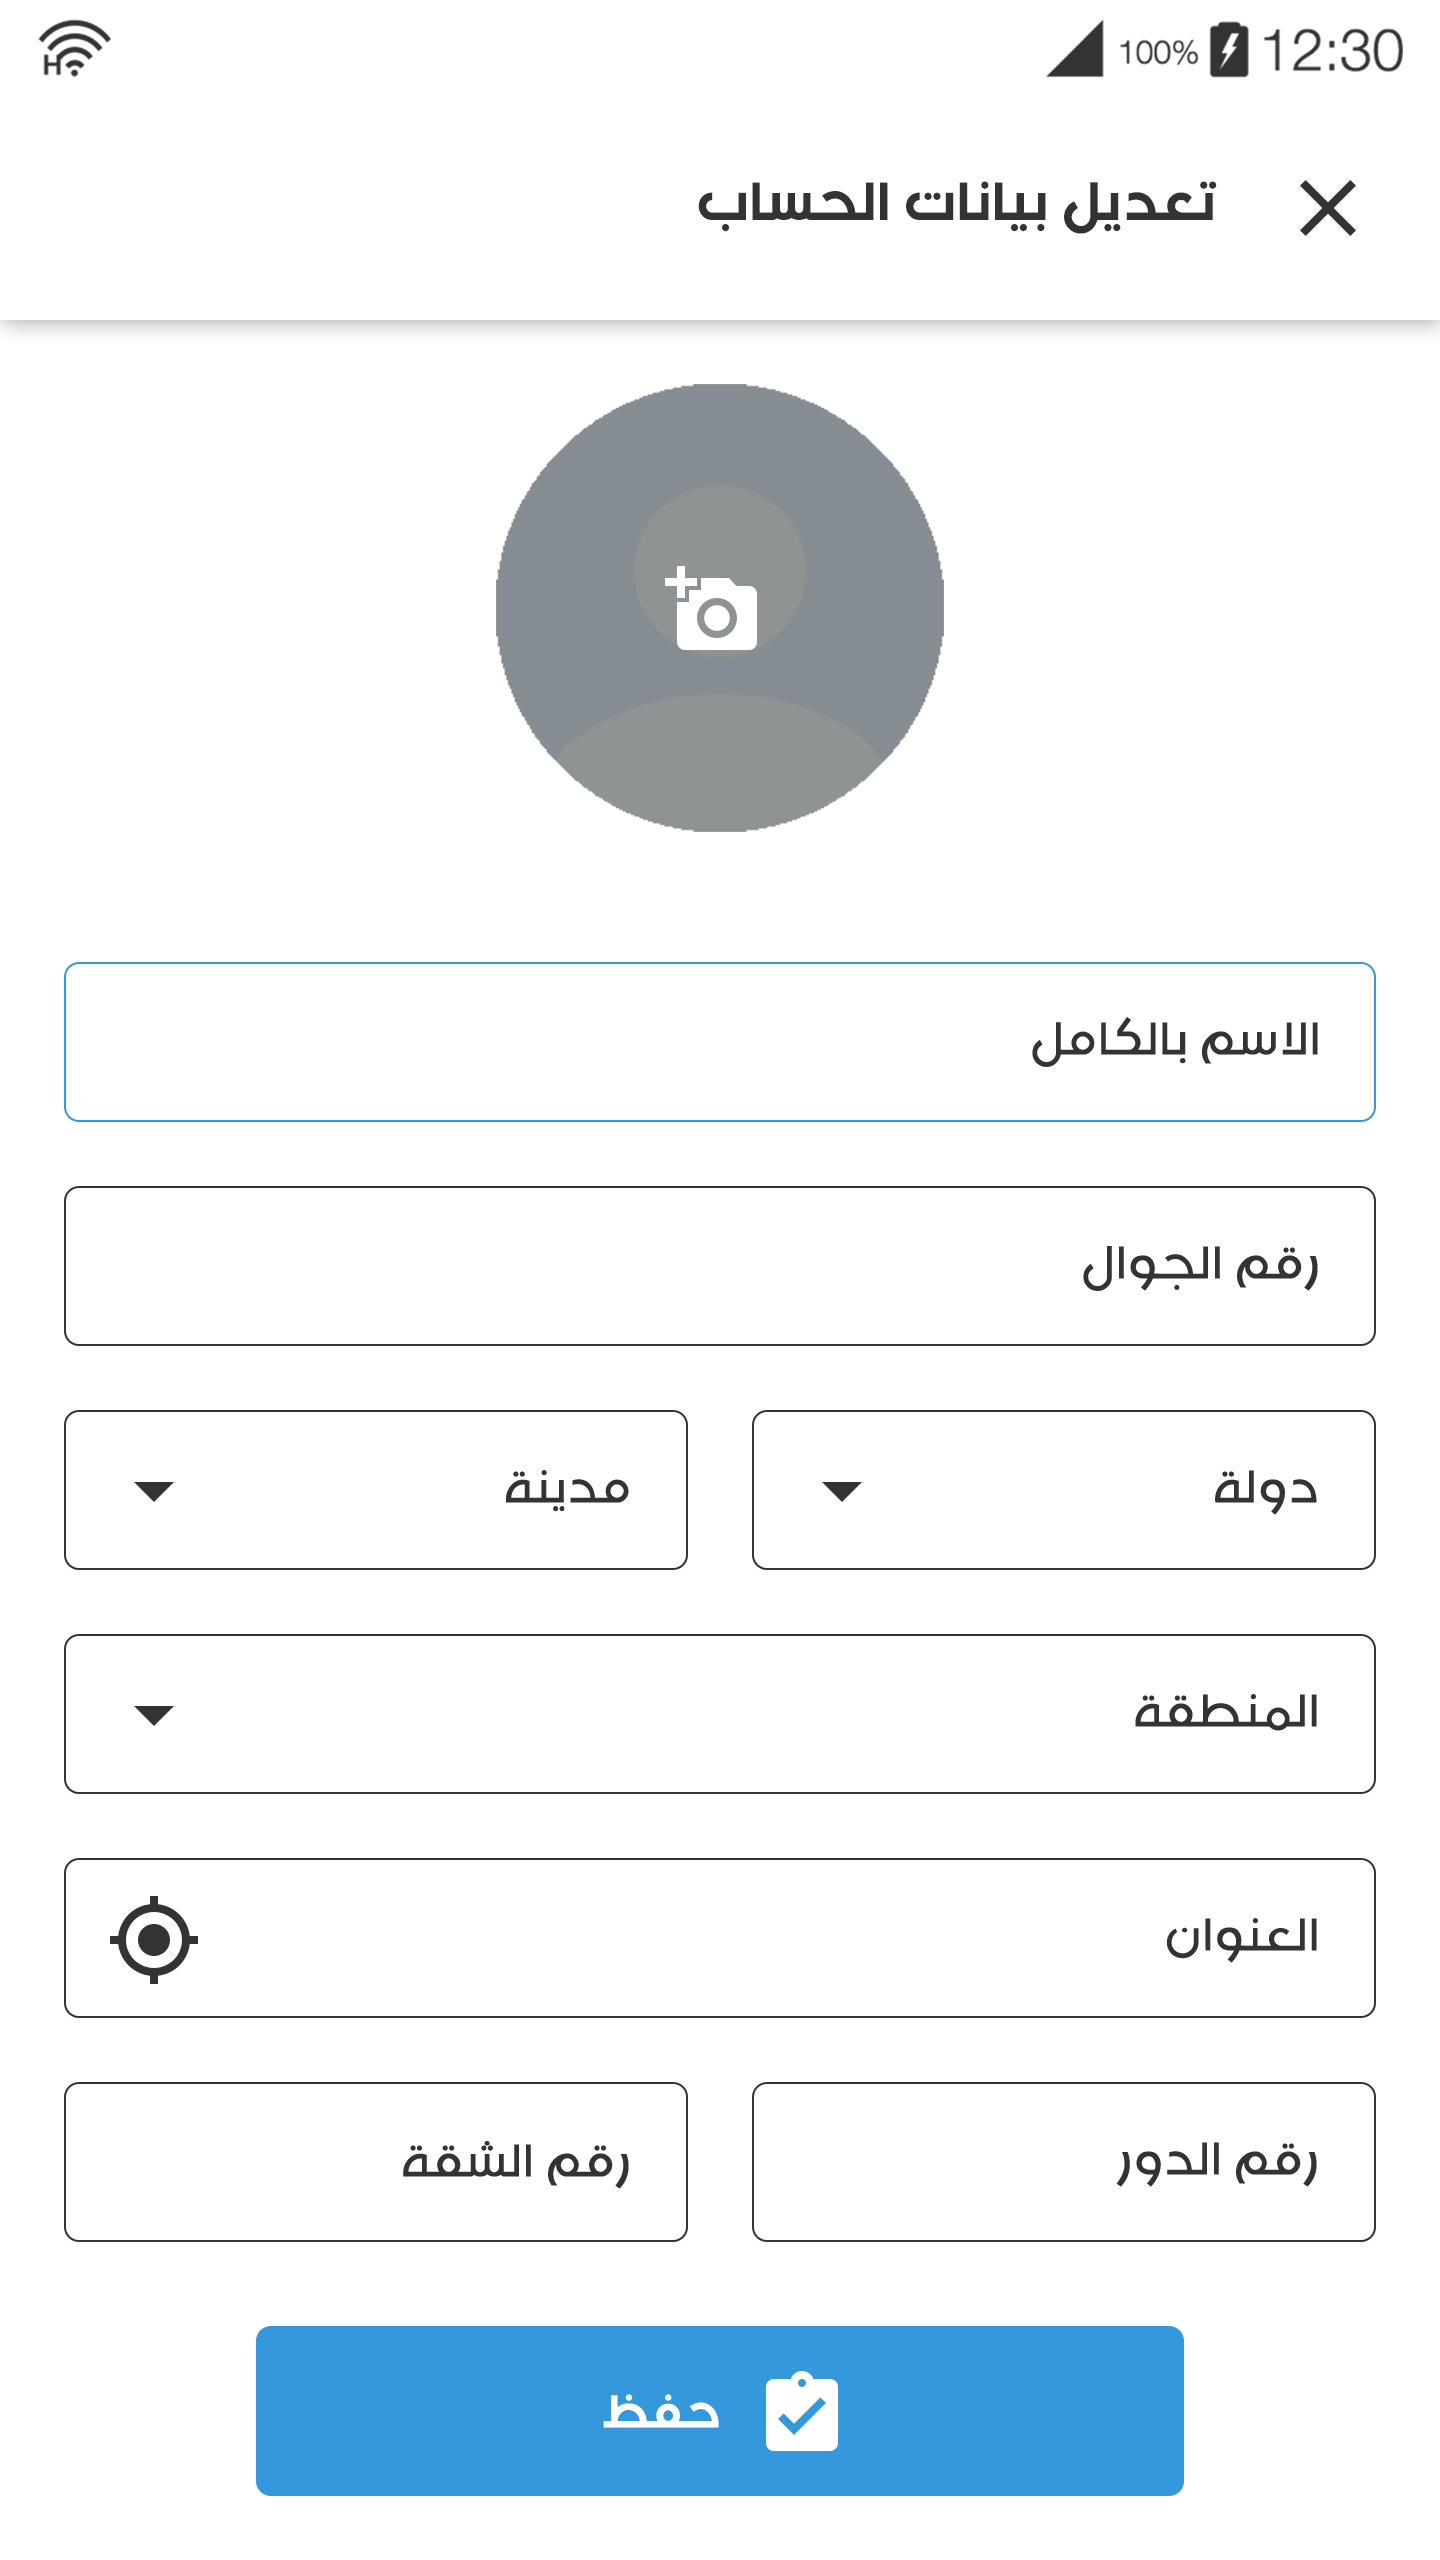 H 100% 12:30
تعديل بيانات الحساب
الاسم بالكامل
رقم الجوال
دولة
مدينة
المنطقة
العنوان
رقم الدور
رقم الشقة
حفظ